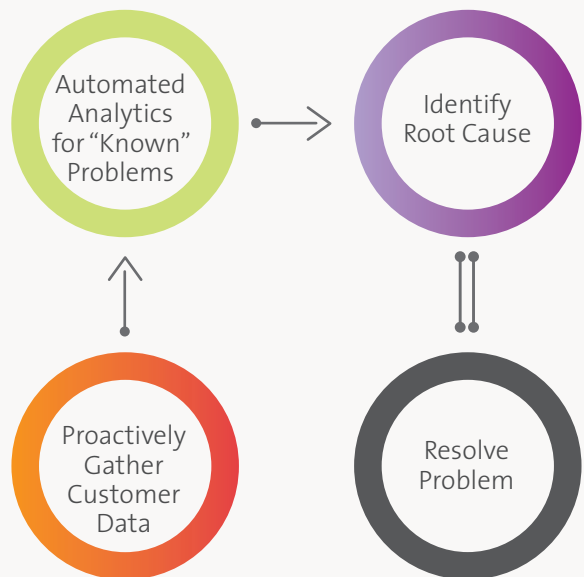 Automated
Analytics
for “Known”
Problems
Identify
Root Cause
Proactively
Gather
Customer
Data
Resolve
Problem